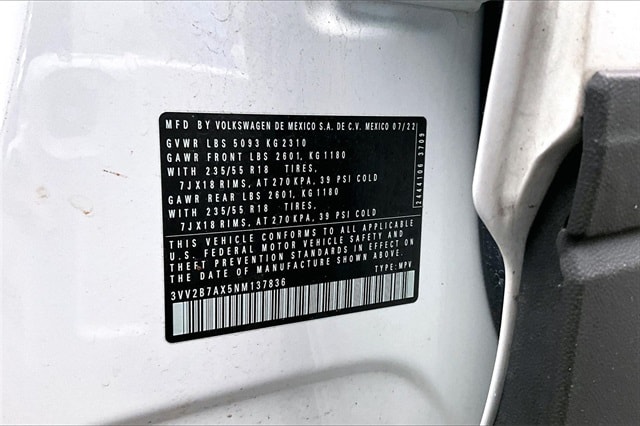 MFD BY VOLKSWAGEN DE MEXICO S.A. DE C.V. MEXICO 07/22
GVWR LBS 5093 KG2310
GAWR FRONT LBS 2601, KG1180
WITH 235/55 R18 TIRES,
7JX18 RIMS, AT 270KPA, 39 PSI COLD
GAWR REAR LBS 2601, KG1180
WITH 235/55 R18 TIRES,
7JX18 RIMS, AT 270KPA, 39 PSI COLD
THIS VEHICLE CONFORMS TO ALL APPLICABLE
U.S. FEDERAL MOTOR VEHICLE SAFETY AND
THEFT PREVENTION STANDARDS IN EFFECT ON
THE DATE OF MANUFACTURE SHOWN ABOVE.
3VV2B7AX5NM137836 TYPE:MPV
2444106 3709